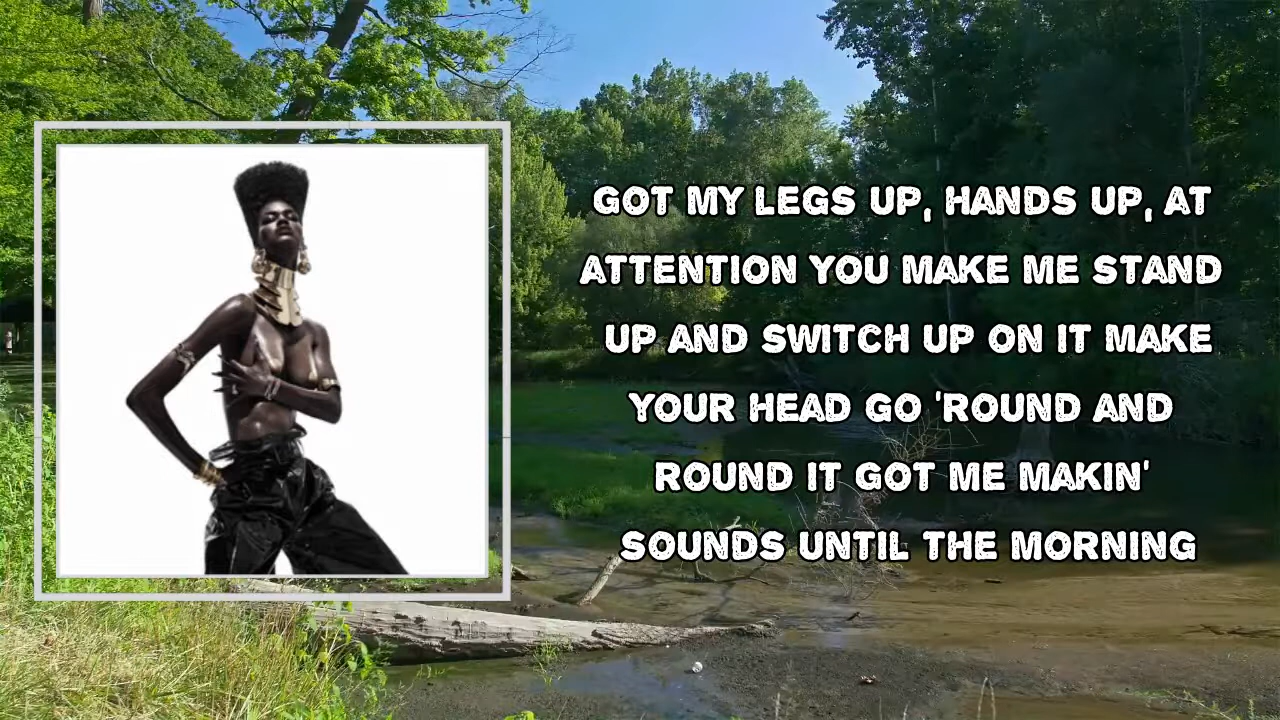 GOT MY LEGS UP, HANDS UP, AT
ATTENTION YOU MAKE ME STAND
UP AND SWITCH UP ON IT MAKE
YOUR HEAD GO 'ROUND AND
ROUND IT GOT ME MAKIN'
SOUNDS UNTIL THE MORNING